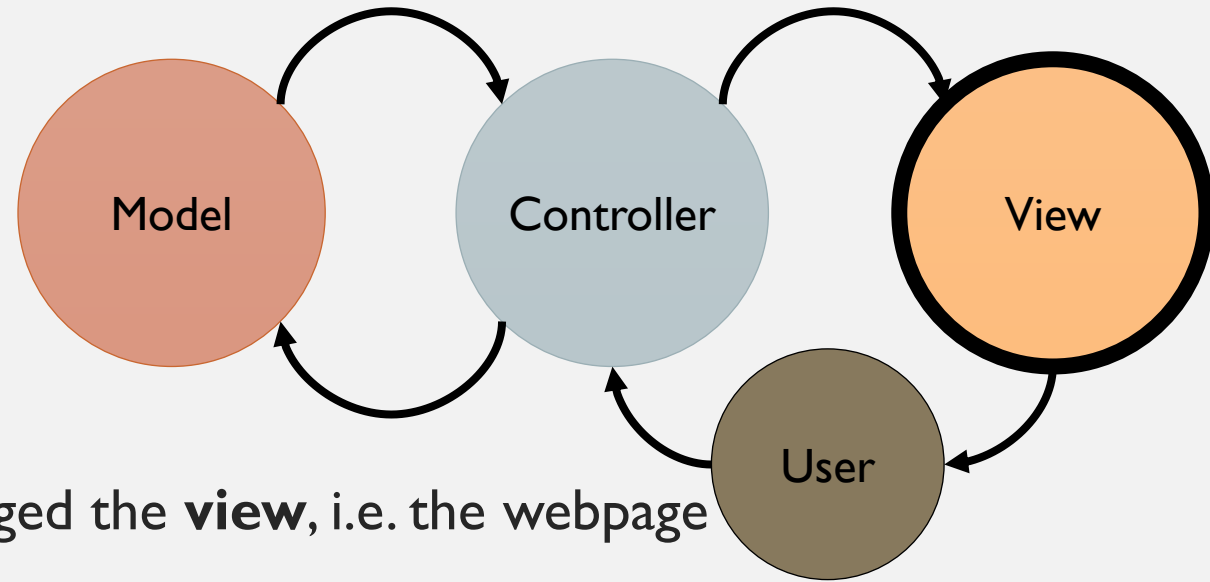 Model
Controller
View
User
ged the view, i.e. the webpage